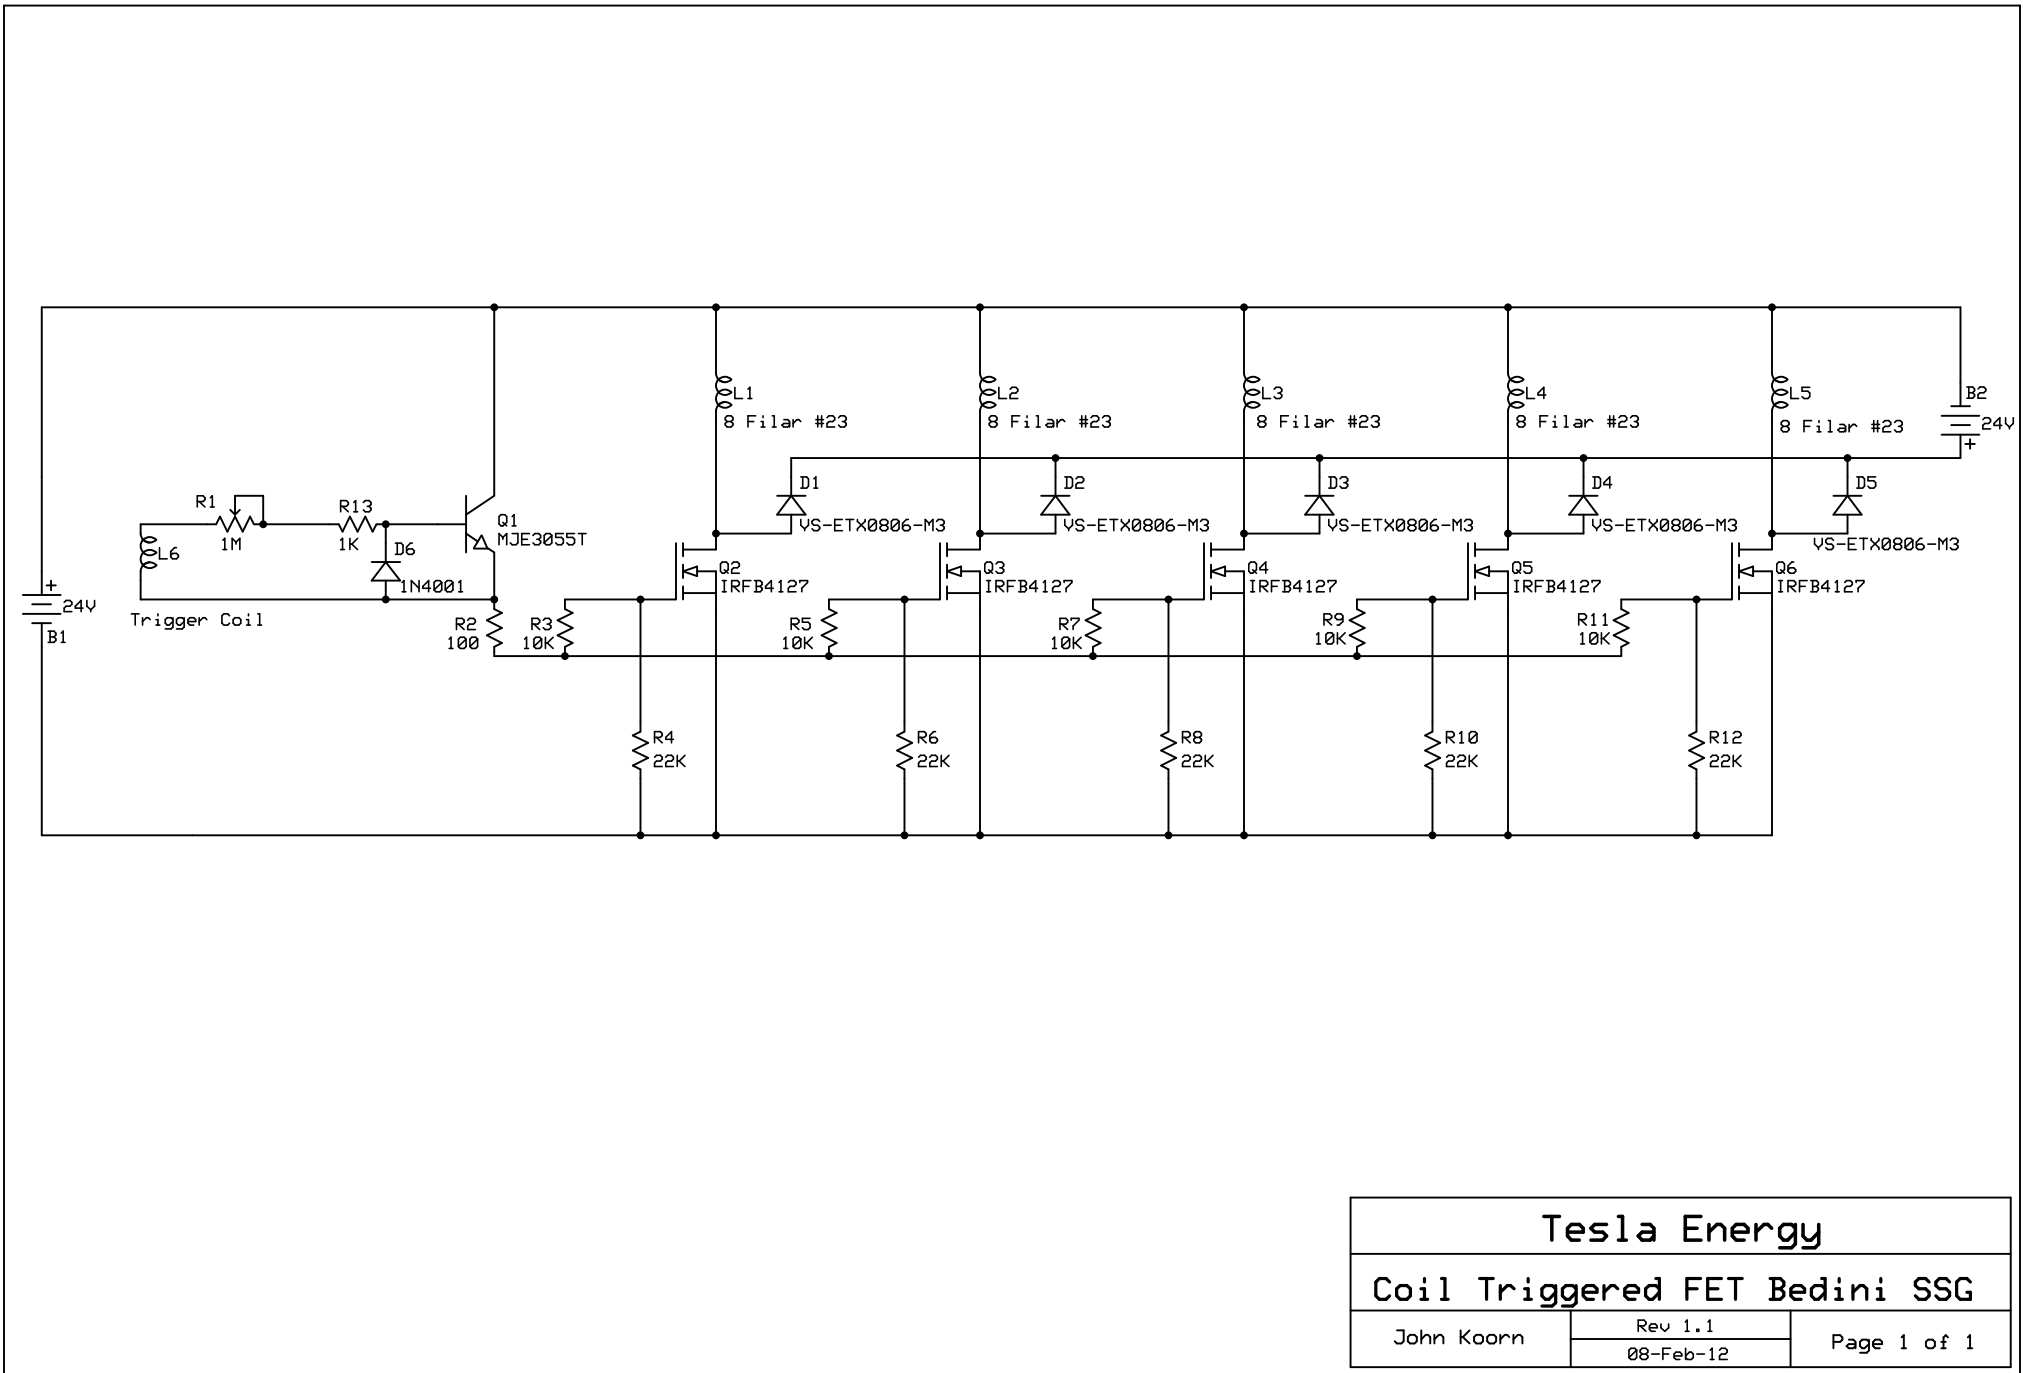 L1
8 Filar #23
L2
8 Filar #23
L3
8 Filar #23
L4
8 Filar #23
L5
8 Filar #23
B2
24V
+
D1
VS-ETX0806-M3
D2
VS-ETX0806-M3
D3
VS-ETX0806-M3
D4
VS-ETX0806-M3
D5
VS-ETX0806-M3
R1
1M
R13
1K
Q1
MJE3055T
L6
D6
1N4001
Trigger Coil
+
24V
B1
Q2
IRFB4127
Q3
IRFB4127
Q4
IRFB4127
Q5
IRFB4127
Q6
IRFB4127
R2
100
R3
10K
R5
10K
R7
10K
R9
10K
R11
10K
R4
22K
R6
22K
R8
22K
R10
22K
R12
22K
Tesla Energy
Coil Triggered FET Bedini SSG
John Koorn
Rev 1.1
08-Feb-12
Page 1 of 1